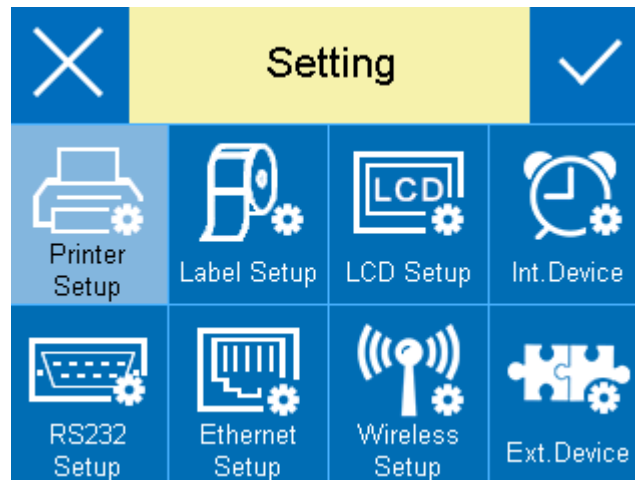 Setting
LCD
Printer
Setup
Label Setup
LCD Setup
Int.Device
RS232
Setup
Ethernet
Setup
Wireless
Setup
Ext.Device